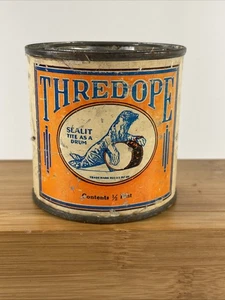 THREDOPE
SEALIT
TITE AS A
DRUM
Contents ½ Pint